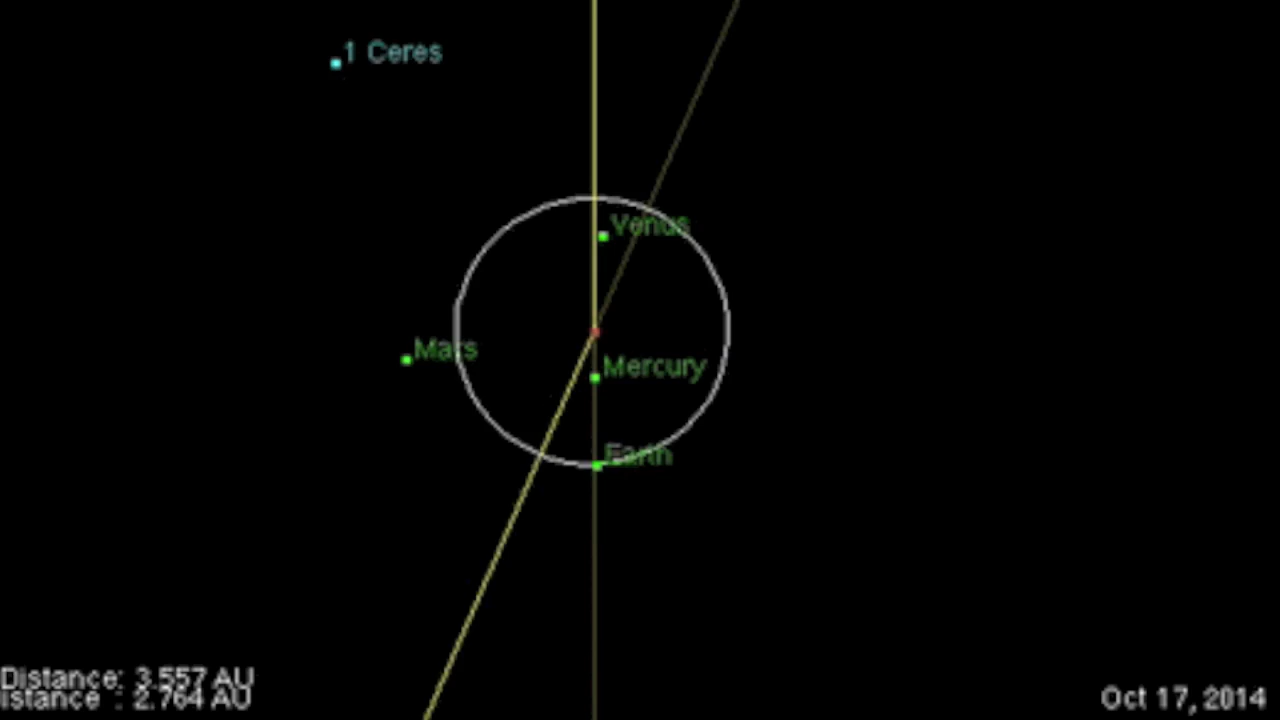 1 Ceres
Venus
Mars
Mercury
Earth
Distance: 3.557 AU
istance : 2.764 AU
Oct 17, 2014